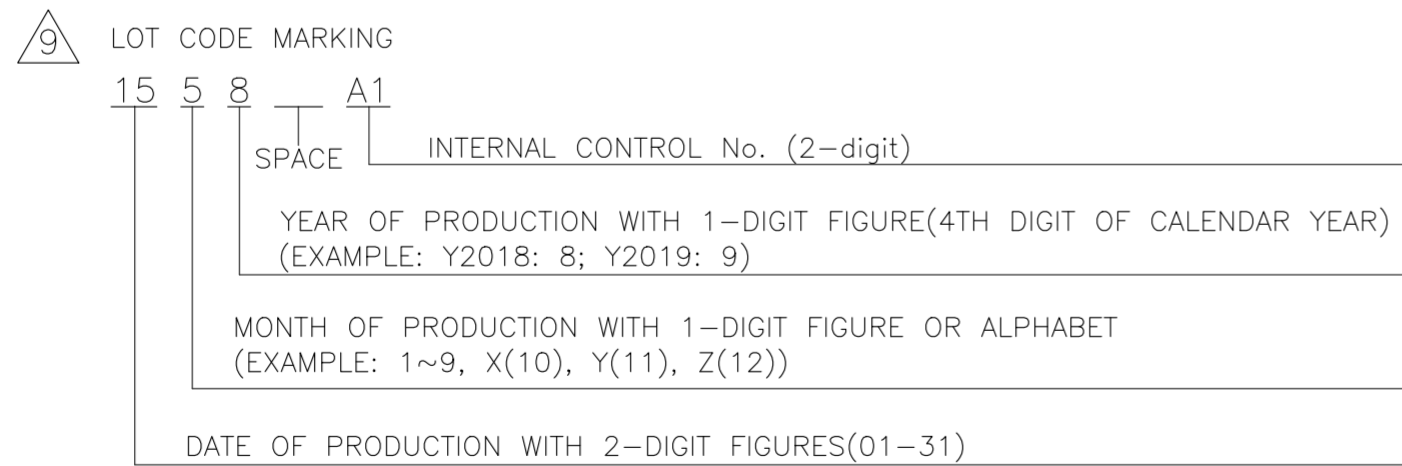 9 LOT CODE MARKING
15 5 8 A1
SPACE
INTERNAL CONTROL No. (2-digit)
YEAR OF PRODUCTION WITH 1-DIGIT FIGURE(4TH DIGIT OF CALENDAR YEAR)
(EXAMPLE: Y2018: 8; Y2019: 9)
MONTH OF PRODUCTION WITH 1-DIGIT FIGURE OR ALPHABET
(EXAMPLE: 1~9, X(10), Y(11), Z(12))
DATE OF PRODUCTION WITH 2-DIGIT FIGURES(01-31)